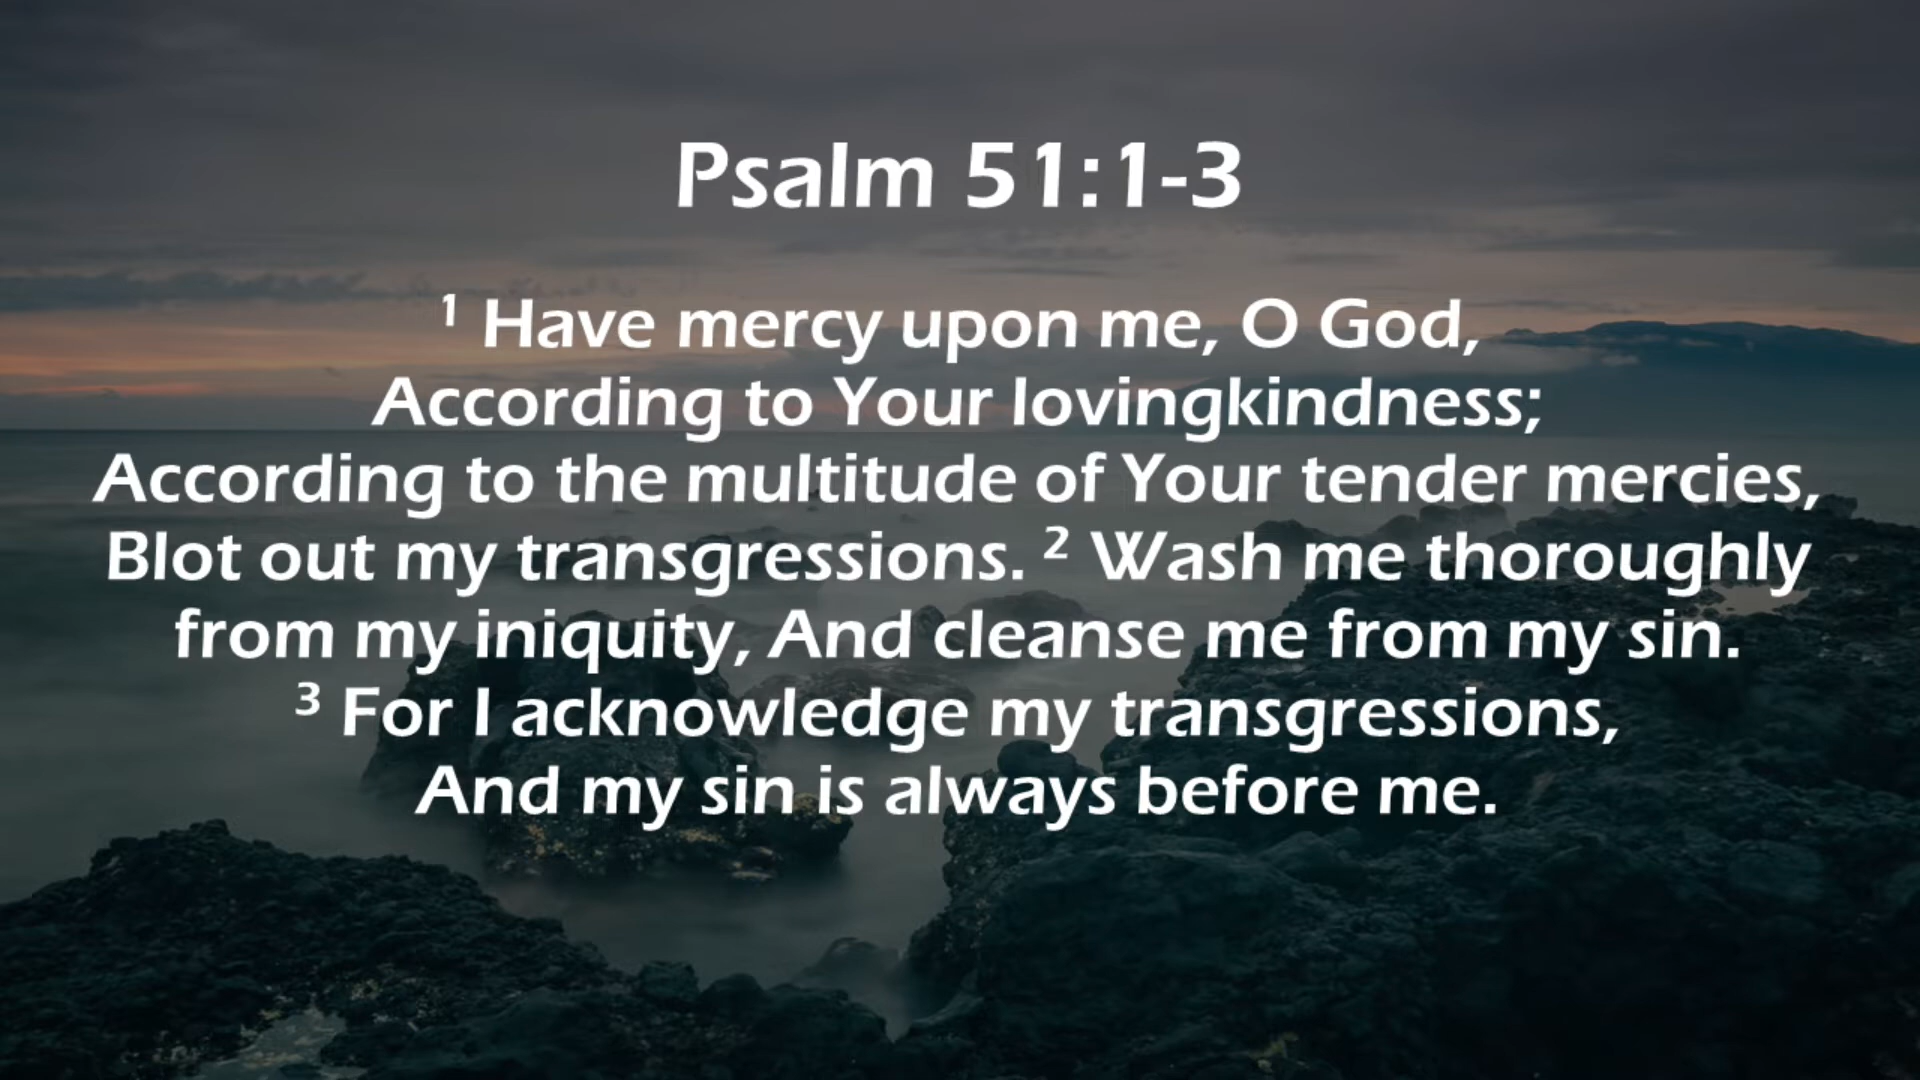 Psalm 51:1-3
1 Have mercy upon me, O God,
According to Your lovingkindness;
According to the multitude of Your tender mercies,
Blot out my transgressions. 2 Wash me thoroughly
from my iniquity, And cleanse me from my sin.
3 For I acknowledge my transgressions,
And my sin is always before me.